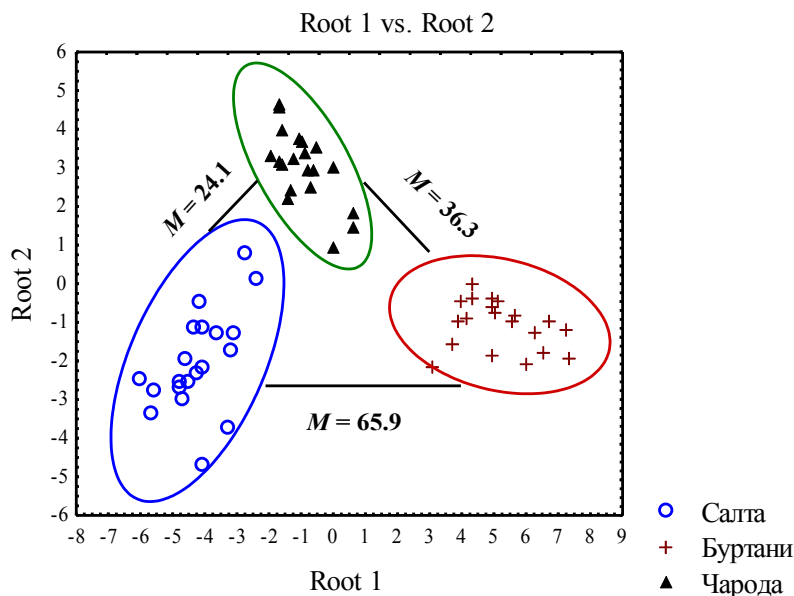 Root 1 vs. Root 2
6
5
4
3
2
1
0
-1
-2
-3
-4
-5
-6
Root 2
M = 24.1
M = 36.3
M = 65.9
-8 -7 -6 -5 -4 -3 -2 -1 0 1 2 3 4 5 6 7 8 9
Root 1
Салта
Буртани
Чарода